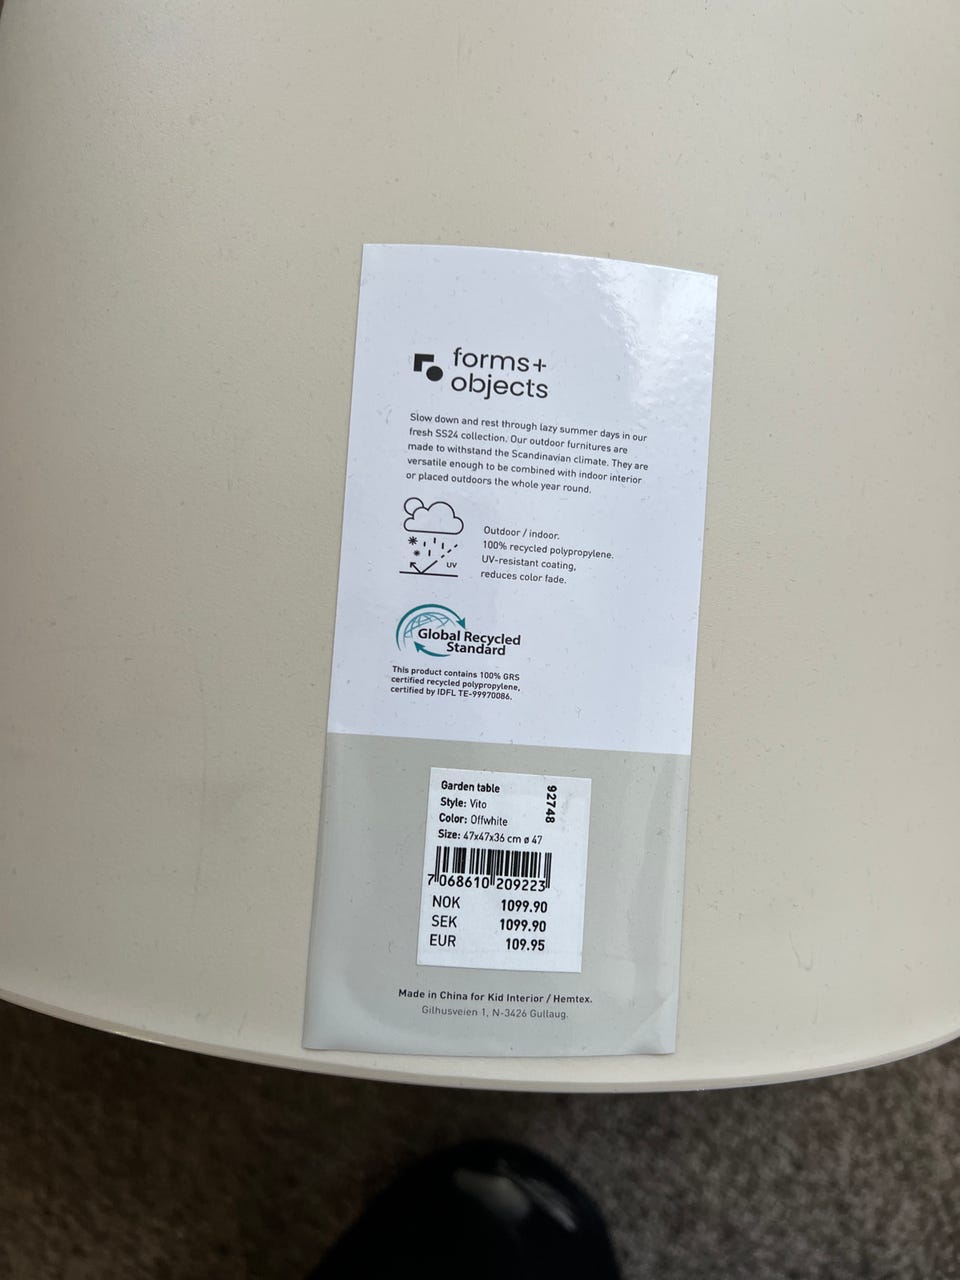 forms+
objects
Slow down and rest through lazy summer days in our
fresh SS24 collection. Our outdoor furnitures are
made to withstand the Scandinavian climate. They are
versatile enough to be combined with indoor interior
or placed outdoors the whole year round.
UV
Outdoor / indoor.
100% recycled polypropylene.
UV-resistant coating,
reduces color fade.
Global Recycled
Standard
This product contains 100% GRS
certified recycled polypropylene,
certified by IDFL TE-99970086.
Garden table
Style: Vito
Color: Offwhite
Size: 47x47x36 cm ø 47
92748
7 068610 209223
NOK 1099.90
SEK 1099.90
EUR 109.95
Made in China for Kid Interior / Hemtex.
Gilhusveien 1, N-3426 Gullaug.